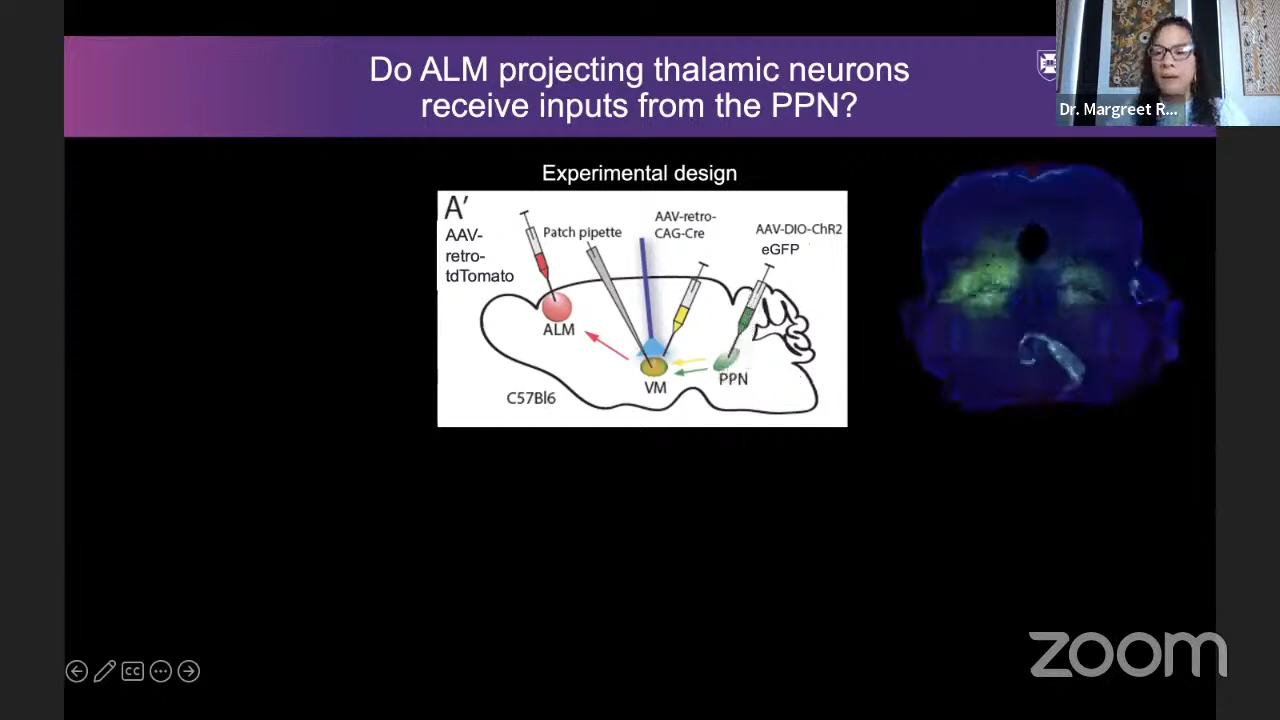 Do ALM projecting thalamic neurons
receive inputs from the PPN?
Dr. Margreet R...
Experimental design
A'
AAV-
retro-
tdTomato
Patch pipette
AAV-retro-
CAG-Cre
AAV-DIO-ChR2
eGFP
ALM
VM
PPN
C57Bl6
CC
zoom